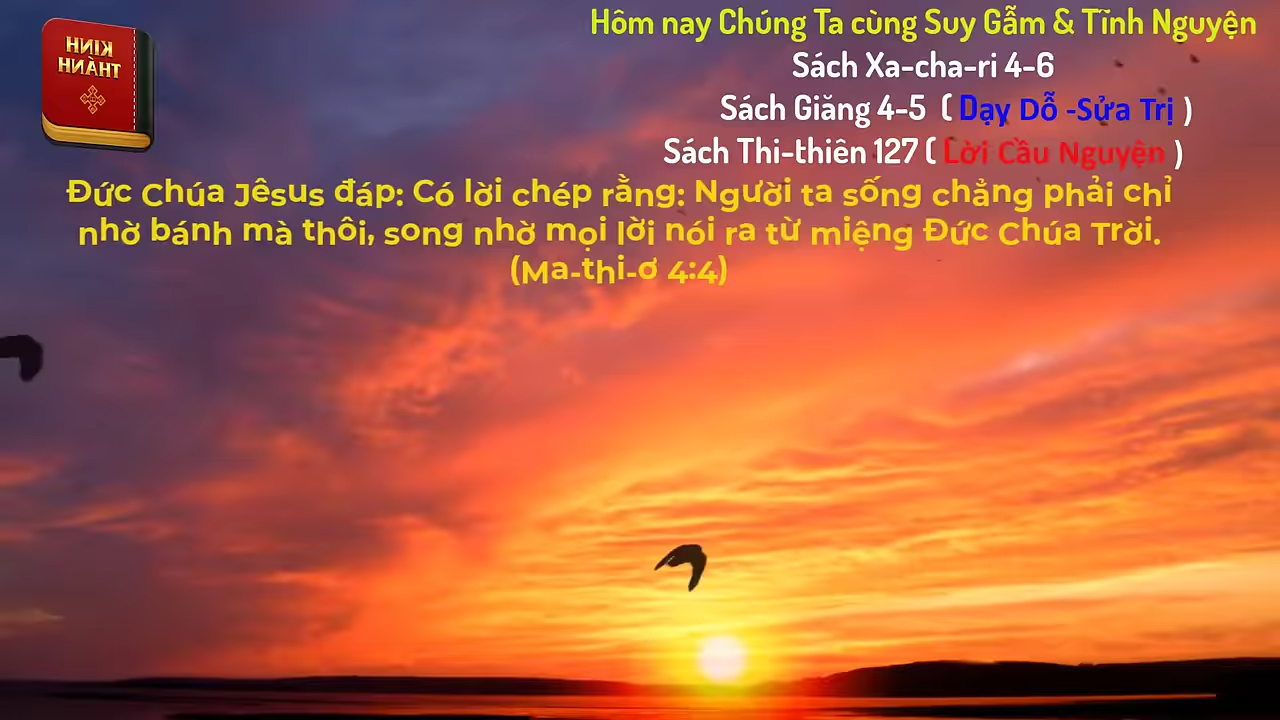 KINH
THÀNH
Hôm nay Chúng Ta cùng Suy Gẫm & Tĩnh Nguyện
Sách Xa-cha-ri 4-6
Sách Giăng 4-5 ( Dạy Dỗ -Sửa Trị )
Sách Thi-thiên 127 ( Lời Cầu Nguyện )
Đức Chúa Jêsus đáp: Có lời chép rằng: Người ta sống chẳng phải chỉ
nhờ bánh mà thôi, song nhờ mọi lời nói ra từ miệng Đức Chúa Trời.
(Ma-thi-ơ 4:4)